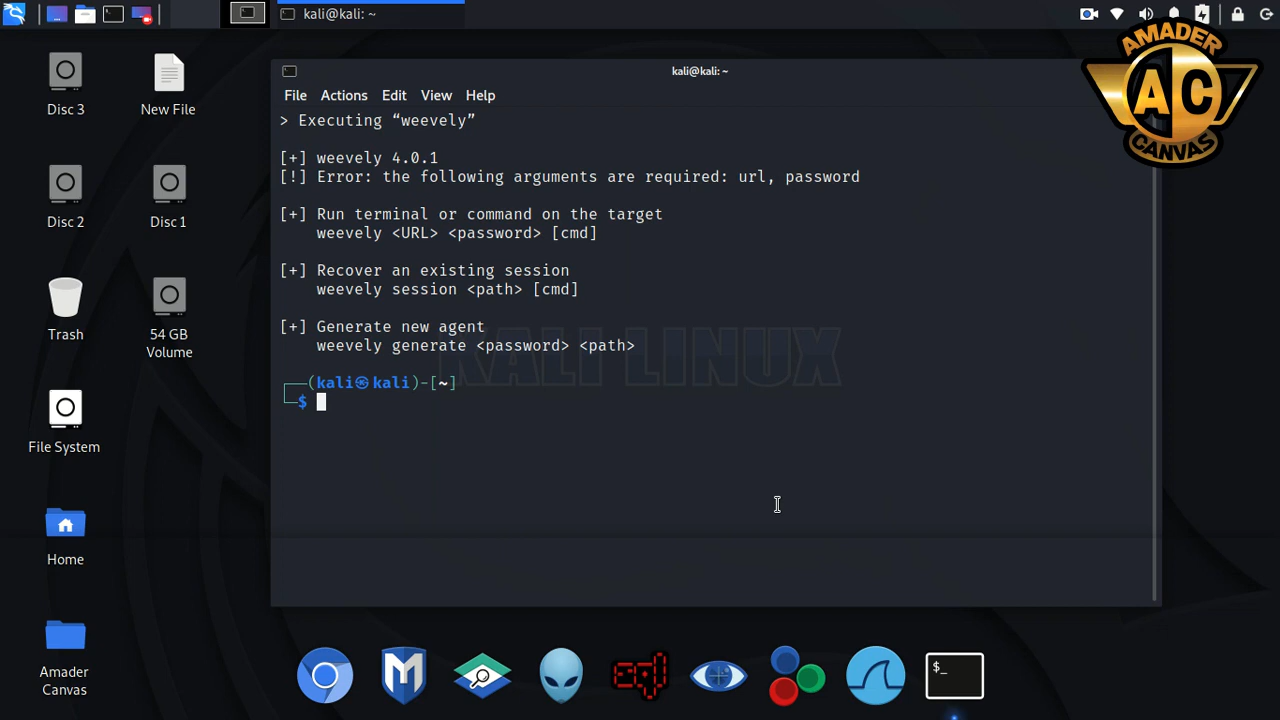 kali@kali: ~
AMADER
AC
CANVAS
Disc 3
New File
Disc 2
Disc 1
Trash
54 GB
Volume
File System
Home
Amader
Canvas
kali@kali: ~
File Actions Edit View Help
> Executing “weevely”
[+] weevely 4.0.1
[!] Error: the following arguments are required: url, password
[+] Run terminal or command on the target
weevely <URL> <password> [cmd]
[+] Recover an existing session
weevely session <path> [cmd]
[+] Generate new agent
weevely generate <password> <path>
KALI LINUX
┌──(kali㉿kali)-[~]
└─$
sql
$_